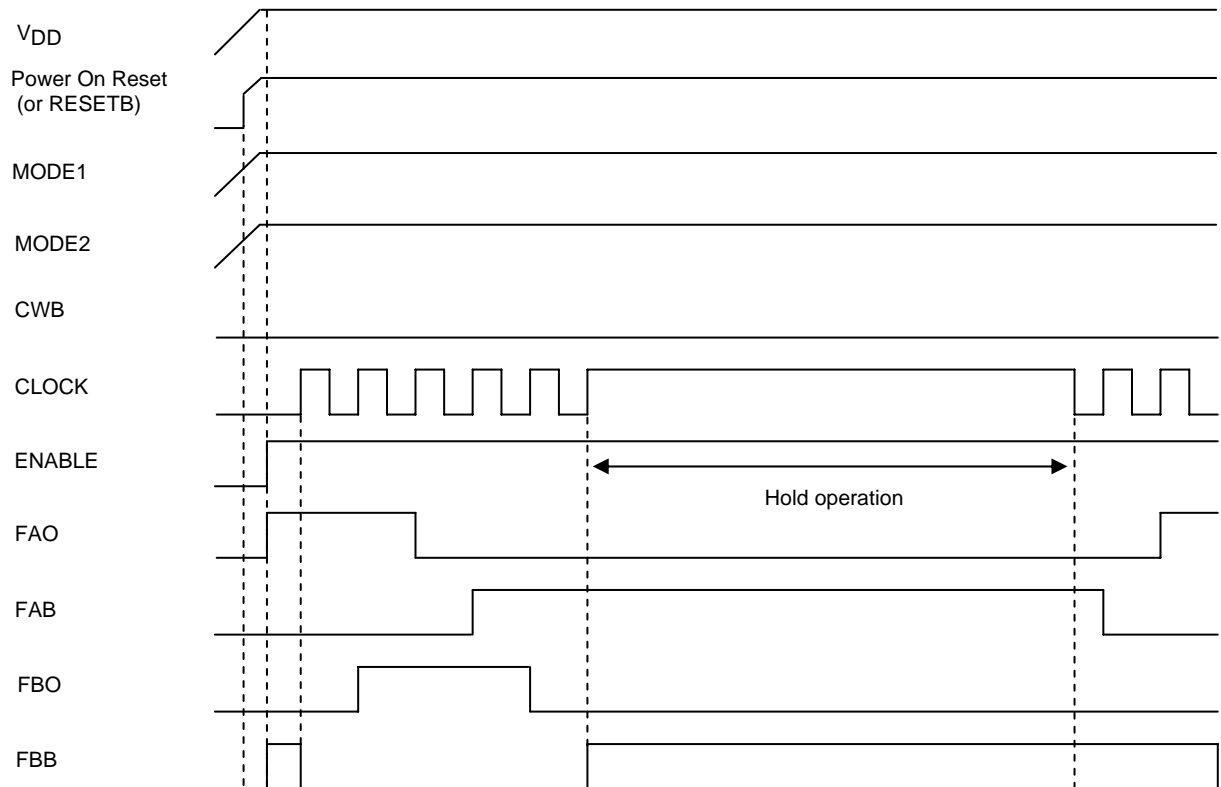 VDD
Power On Reset
(or RESETB)
MODE1
MODE2
CWB
CLOCK
ENABLE
Hold operation
FAO
FAB
FBO
FBB